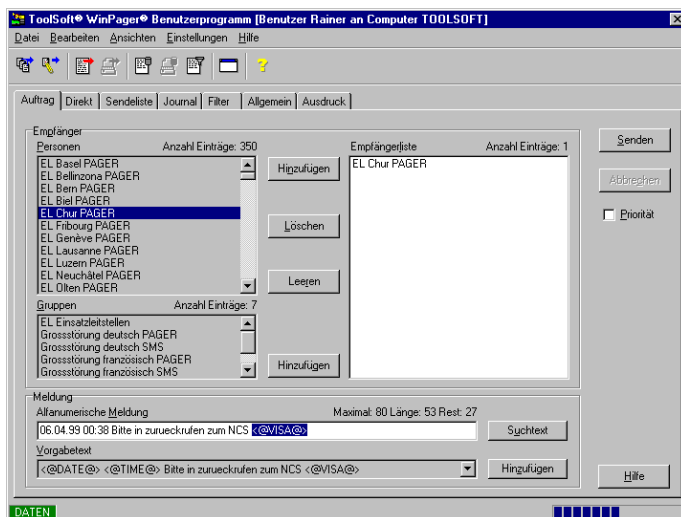 ToolSoft® WinPager® Benutzerprogramm [Benutzer Rainer an Computer TOOLSOFT]
Datei Bearbeiten Ansichten Einstellungen Hilfe
Auftrag Direkt Sendeliste Journal Filter Allgemein Ausdruck
Empfänger
Personen Anzahl Einträge: 350
EL Basel PAGER
EL Bellinzona PAGER
EL Bern PAGER
EL Biel PAGER
EL Chur PAGER
EL Fribourg PAGER
EL Genève PAGER
EL Lausanne PAGER
EL Luzern PAGER
EL Neuchâtel PAGER
EL Olten PAGER
Hinzufügen
Löschen
Leeren
Empfängerliste Anzahl Einträge: 1
EL Chur PAGER
Senden
Abbrechen
Priorität
Gruppen Anzahl Einträge: 7
EL Einsatzleitstellen
Grossstörung deutsch PAGER
Grossstörung deutsch SMS
Grossstörung französisch PAGER
Grossstörung französisch SMS
Hinzufügen
Meldung
Alfanumerische Meldung Maximal: 80 Länge: 53 Rest: 27
06.04.99 00:38 Bitte in zurueckrufen zum NCS <@VISA@>
Suchtext
Vorgabetext
<@DATE@> <@TIME@> Bitte in zurueckrufen zum NCS <@VISA@>
Hinzufügen
Hilfe
DATEN